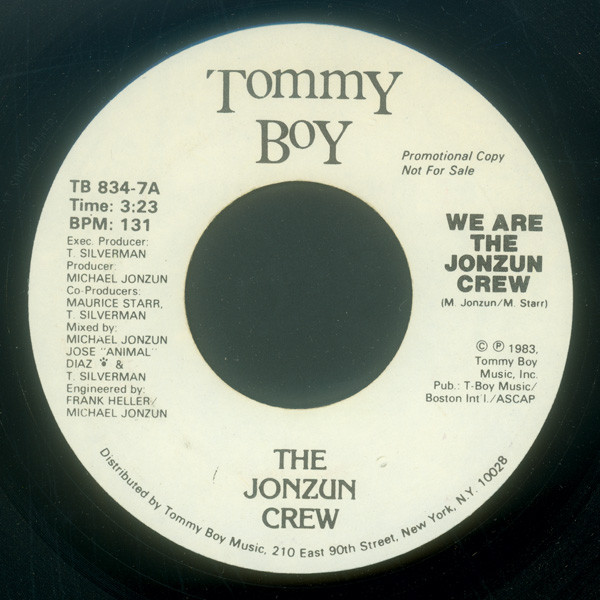 Tommy
Boy
Promotional Copy
Not For Sale
TB 834-7A
Time: 3:23
BPM: 131
Exec. Producer:
T. SILVERMAN
Producer:
MICHAEL JONZUN
Co-Producers:
MAURICE STARR,
T. SILVERMAN
Mixed by:
MICHAEL JONZUN
JOSE "ANIMAL"
DIAZ &
T. SILVERMAN
Engineered by:
FRANK HELLER/
MICHAEL JONZUN
WE ARE
THE
JONZUN
CREW
(M. Jonzun/M. Starr)
© ℗ 1983,
Tommy Boy
Music, Inc.
Pub.: T-Boy Music/
Boston Int'l./ASCAP
THE
JONZUN
CREW
Distributed by Tommy Boy Music, 210 East 90th Street, New York, N.Y. 10028